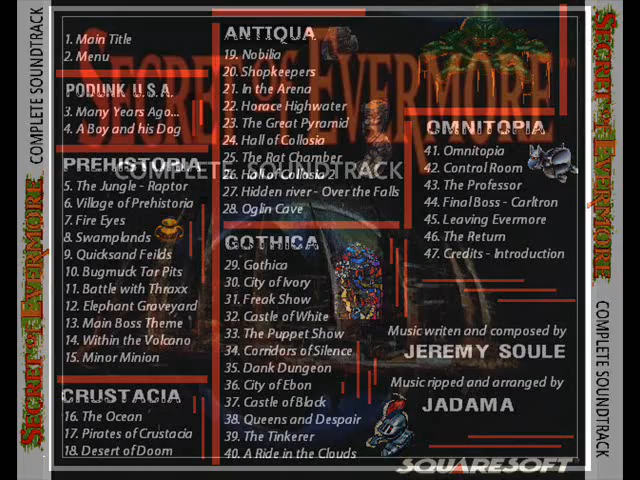 SECRET OF EVERMORE
COMPLETE SOUNDTRACK
1. Main Title
2. Menu
PODUNK U.S.A.
3. Many Years Ago...
4. A Boy and his Dog
PREHISTORIA
5. The Jungle - Raptor
6. Village of Prehistoria
7. Fire Eyes
8. Swamplands
9. Quicksand Feilds
10. Bugmuck Tar Pits
11. Battle with Thraxx
12. Elephant Graveyard
13. Main Boss Theme
14. Within the Volcano
15. Minor Minion
CRUSTACIA
16. The Ocean
17. Pirates of Crustacia
18. Desert of Doom
ANTIQUA
19. Nobilia
20. Shopkeepers
21. In the Arena
22. Horace Highwater
23. The Great Pyramid
24. Hall of Collosia
25. The Rat Chamber
26. Hall of Collosia 2
27. Hidden river - Over the Falls
28. Oglin Cave
GOTHICA
29. Gothica
30. City of Ivory
31. Freak Show
32. Castle of White
33. The Puppet Show
34. Corridors of Silence
35. Dank Dungeon
36. City of Ebon
37. Castle of Black
38. Queens and Despair
39. The Tinkerer
40. A Ride in the Clouds
OMNITOPIA
41. Omnitopia
42. Control Room
43. The Professor
44. Final Boss - Carltron
45. Leaving Evermore
46. The Return
47. Credits - Introduction
Music writen and composed by
JEREMY SOULE
Music ripped and arranged by
JADAMA
SQUARESOFT
SECRET OF EVERMORE
COMPLETE SOUNDTRACK
SECRET OF EVERMORE
COMPLETE SOUNDTRACK